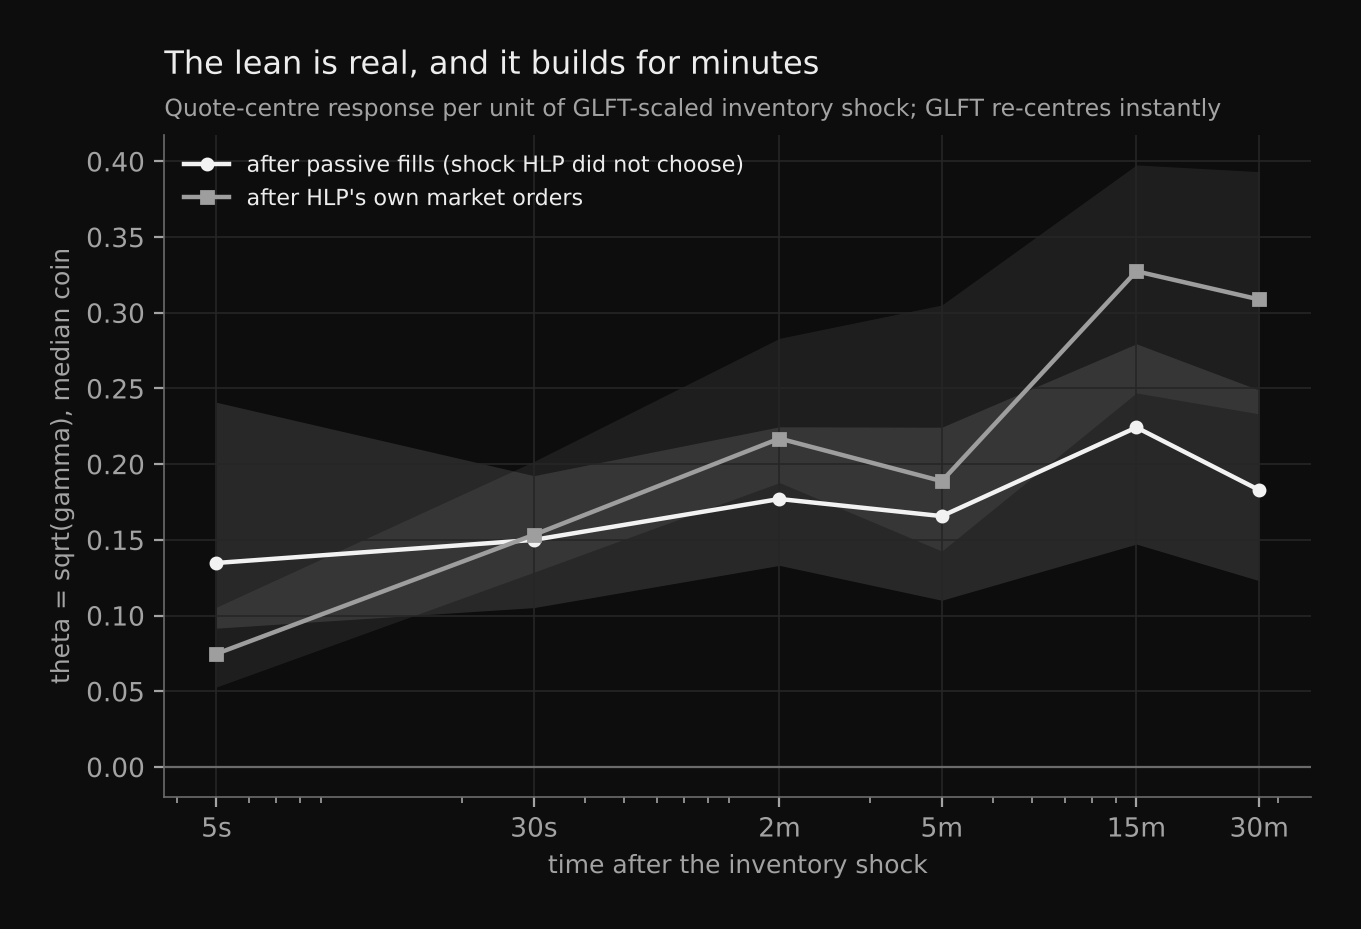 The lean is real, and it builds for minutes
Quote-centre response per unit of GLFT-scaled inventory shock; GLFT re-centres instantly
after passive fills (shock HLP did not choose)
after HLP's own market orders
theta = sqrt(gamma), median coin
0.40
0.35
0.30
0.25
0.20
0.15
0.10
0.05
0.00
5s 30s 2m 5m 15m 30m
time after the inventory shock